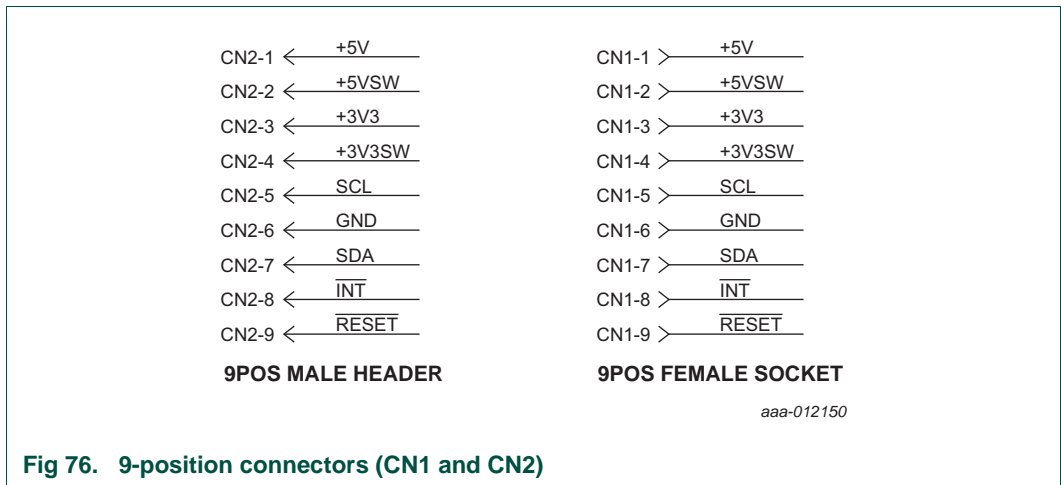 CN2-1 +5V
CN2-2 +5VSW
CN2-3 +3V3
CN2-4 +3V3SW
CN2-5 SCL
CN2-6 GND
CN2-7 SDA
CN2-8 INT
CN2-9 RESET
9POS MALE HEADER
CN1-1 +5V
CN1-2 +5VSW
CN1-3 +3V3
CN1-4 +3V3SW
CN1-5 SCL
CN1-6 GND
CN1-7 SDA
CN1-8 INT
CN1-9 RESET
9POS FEMALE SOCKET
aaa-012150
Fig 76. 9-position connectors (CN1 and CN2)